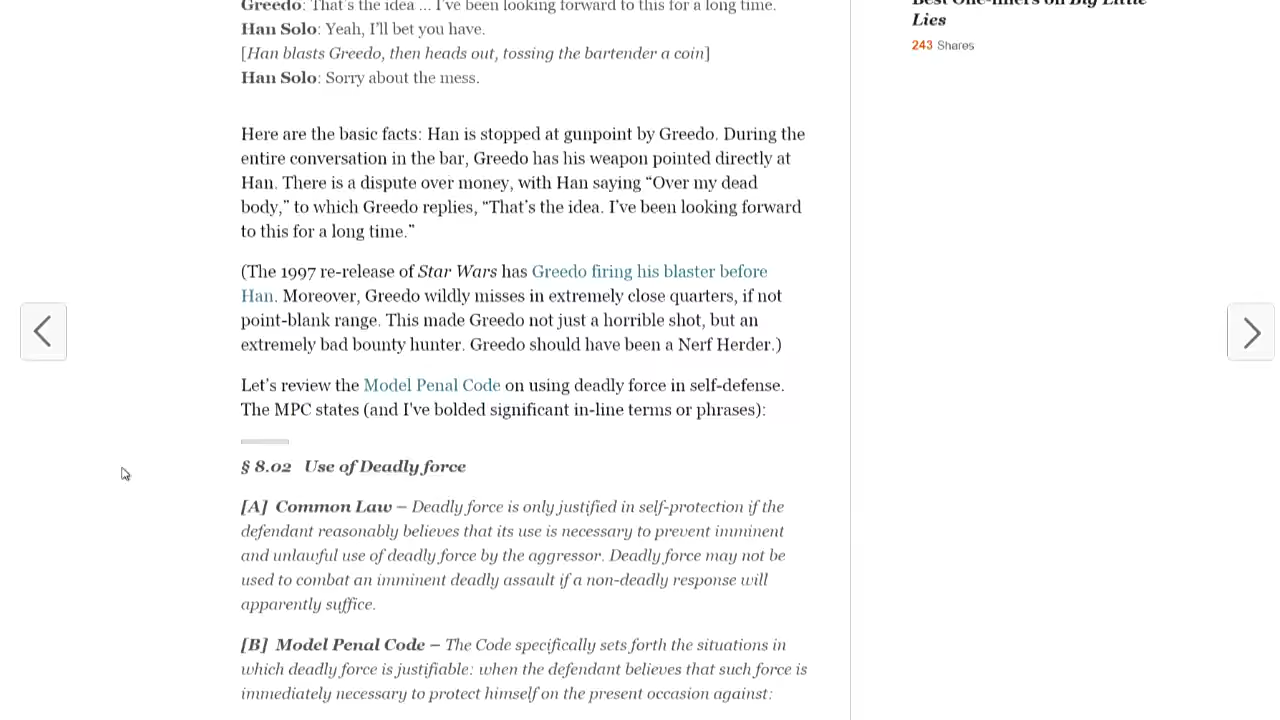 Greedo: That's the idea ... I've been looking forward to this for a long time.
Han Solo: Yeah, I'll bet you have.
[Han blasts Greedo, then heads out, tossing the bartender a coin]
Han Solo: Sorry about the mess.
Here are the basic facts: Han is stopped at gunpoint by Greedo. During the
entire conversation in the bar, Greedo has his weapon pointed directly at
Han. There is a dispute over money, with Han saying “Over my dead
body,” to which Greedo replies, “That’s the idea. I’ve been looking forward
to this for a long time.”
(The 1997 re-release of Star Wars has Greedo firing his blaster before
Han. Moreover, Greedo wildly misses in extremely close quarters, if not
point-blank range. This made Greedo not just a horrible shot, but an
extremely bad bounty hunter. Greedo should have been a Nerf Herder.)
Let’s review the Model Penal Code on using deadly force in self-defense.
The MPC states (and I've bolded significant in-line terms or phrases):
§ 8.02 Use of Deadly force
[A] Common Law – Deadly force is only justified in self-protection if the
defendant reasonably believes that its use is necessary to prevent imminent
and unlawful use of deadly force by the aggressor. Deadly force may not be
used to combat an imminent deadly assault if a non-deadly response will
apparently suffice.
[B] Model Penal Code – The Code specifically sets forth the situations in
which deadly force is justifiable: when the defendant believes that such force is
immediately necessary to protect himself on the present occasion against:
Best One-liners on Big Little
Lies
243 Shares